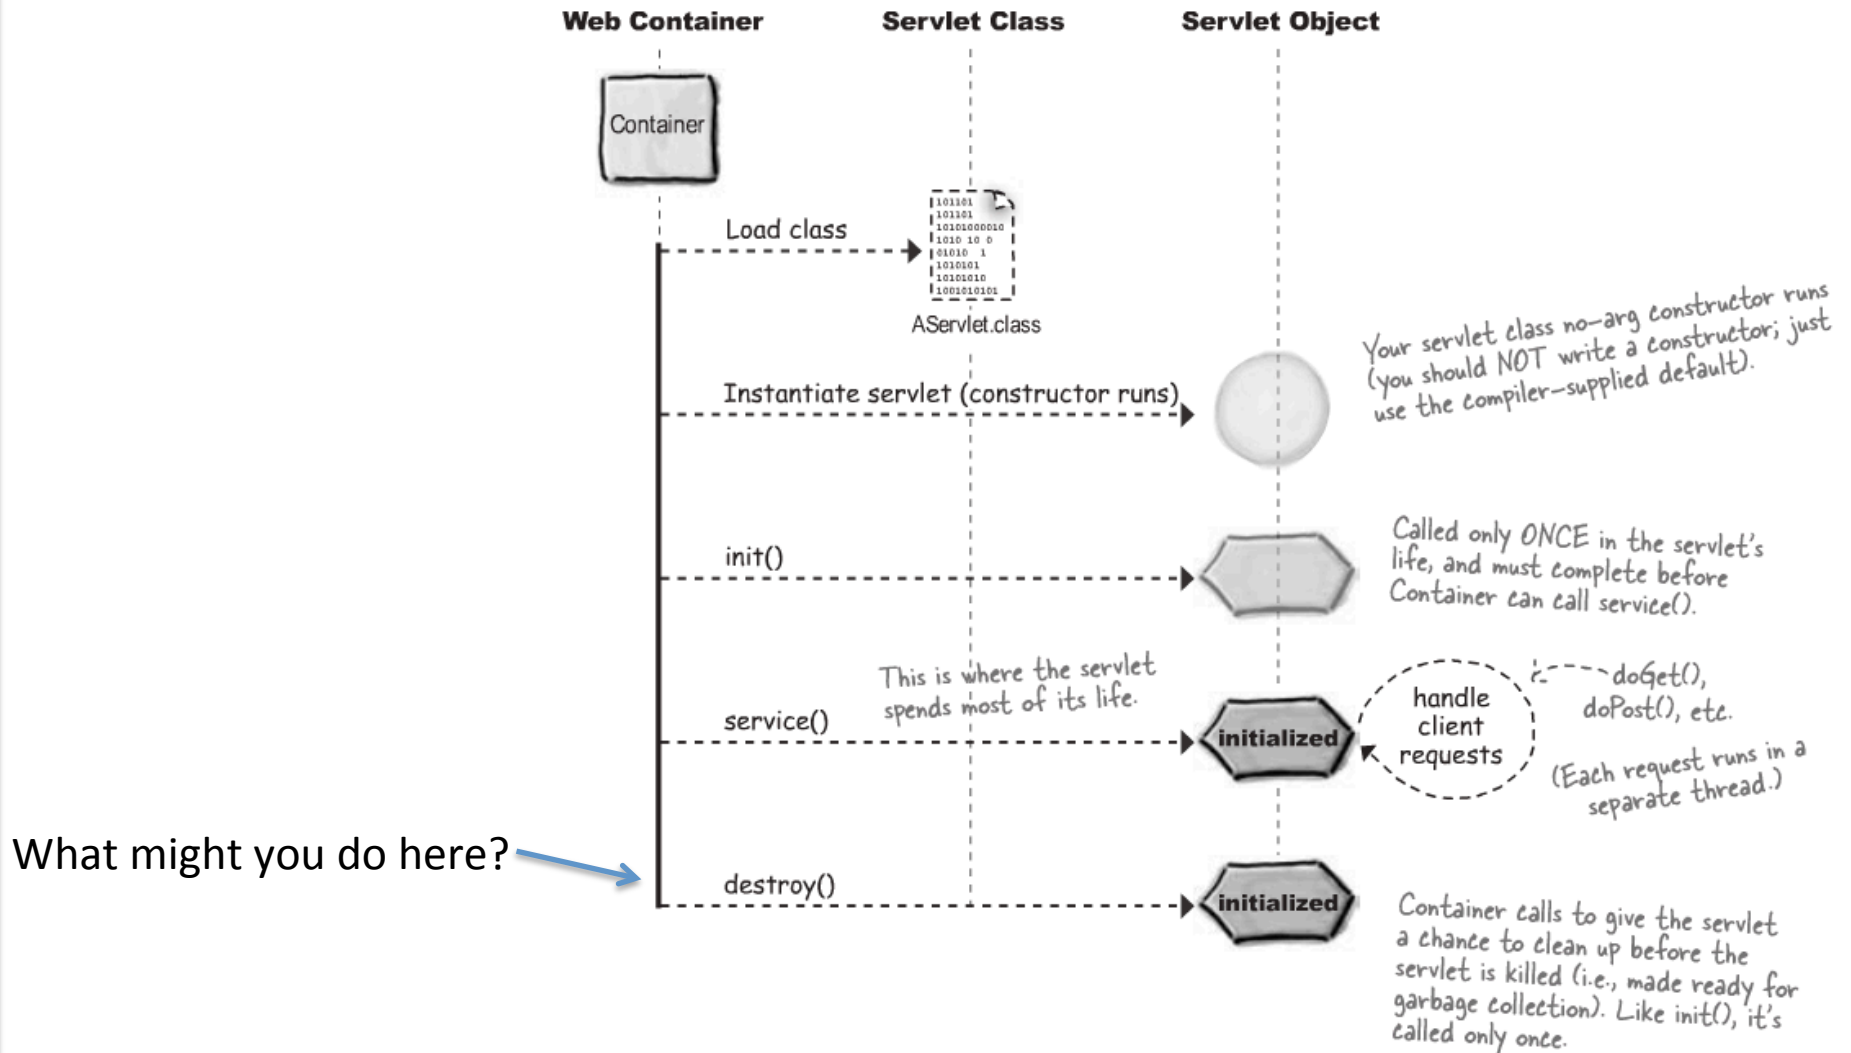 Web Container
Servlet Class
Servlet Object
Container
Load class
101101
101101
10101000010
1010 10 0
01010 1
1010101
10101010
1001010101
AServlet.class
Instantiate servlet (constructor runs)
Your servlet class no-arg constructor runs
(you should NOT write a constructor; just
use the compiler-supplied default).
init()
Called only ONCE in the servlet's
life, and must complete before
Container can call service().
This is where the servlet
spends most of its life.
service()
initialized
handle
client
requests
doGet(),
doPost(), etc.
(Each request runs in a
separate thread.)
What might you do here?
destroy()
initialized
Container calls to give the servlet
a chance to clean up before the
servlet is killed (i.e., made ready for
garbage collection). Like init(), it's
called only once.